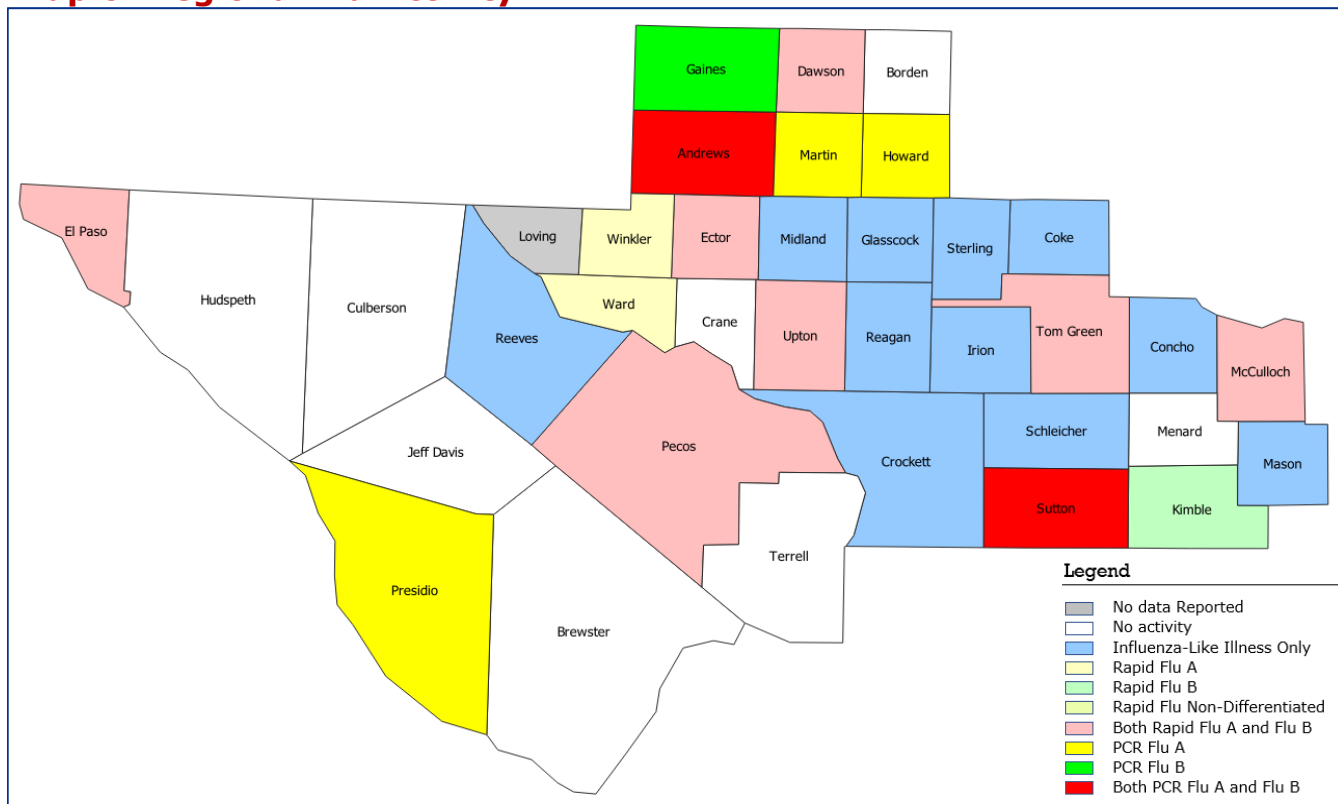 Gaines
Dawson
Borden
Andrews
Martin
Howard
El Paso
Loving
Winkler
Ector
Midland
Glasscock
Sterling
Coke
Hudspeth
Culberson
Reeves
Ward
Crane
Upton
Reagan
Irion
Tom Green
Concho
McCulloch
Jeff Davis
Pecos
Crockett
Schleicher
Menard
Mason
Sutton
Kimble
Terrell
Presidio
Brewster
Legend
No data Reported
No activity
Influenza-Like Illness Only
Rapid Flu A
Rapid Flu B
Rapid Flu Non-Differentiated
Both Rapid Flu A and Flu B
PCR Flu A
PCR Flu B
Both PCR Flu A and Flu B